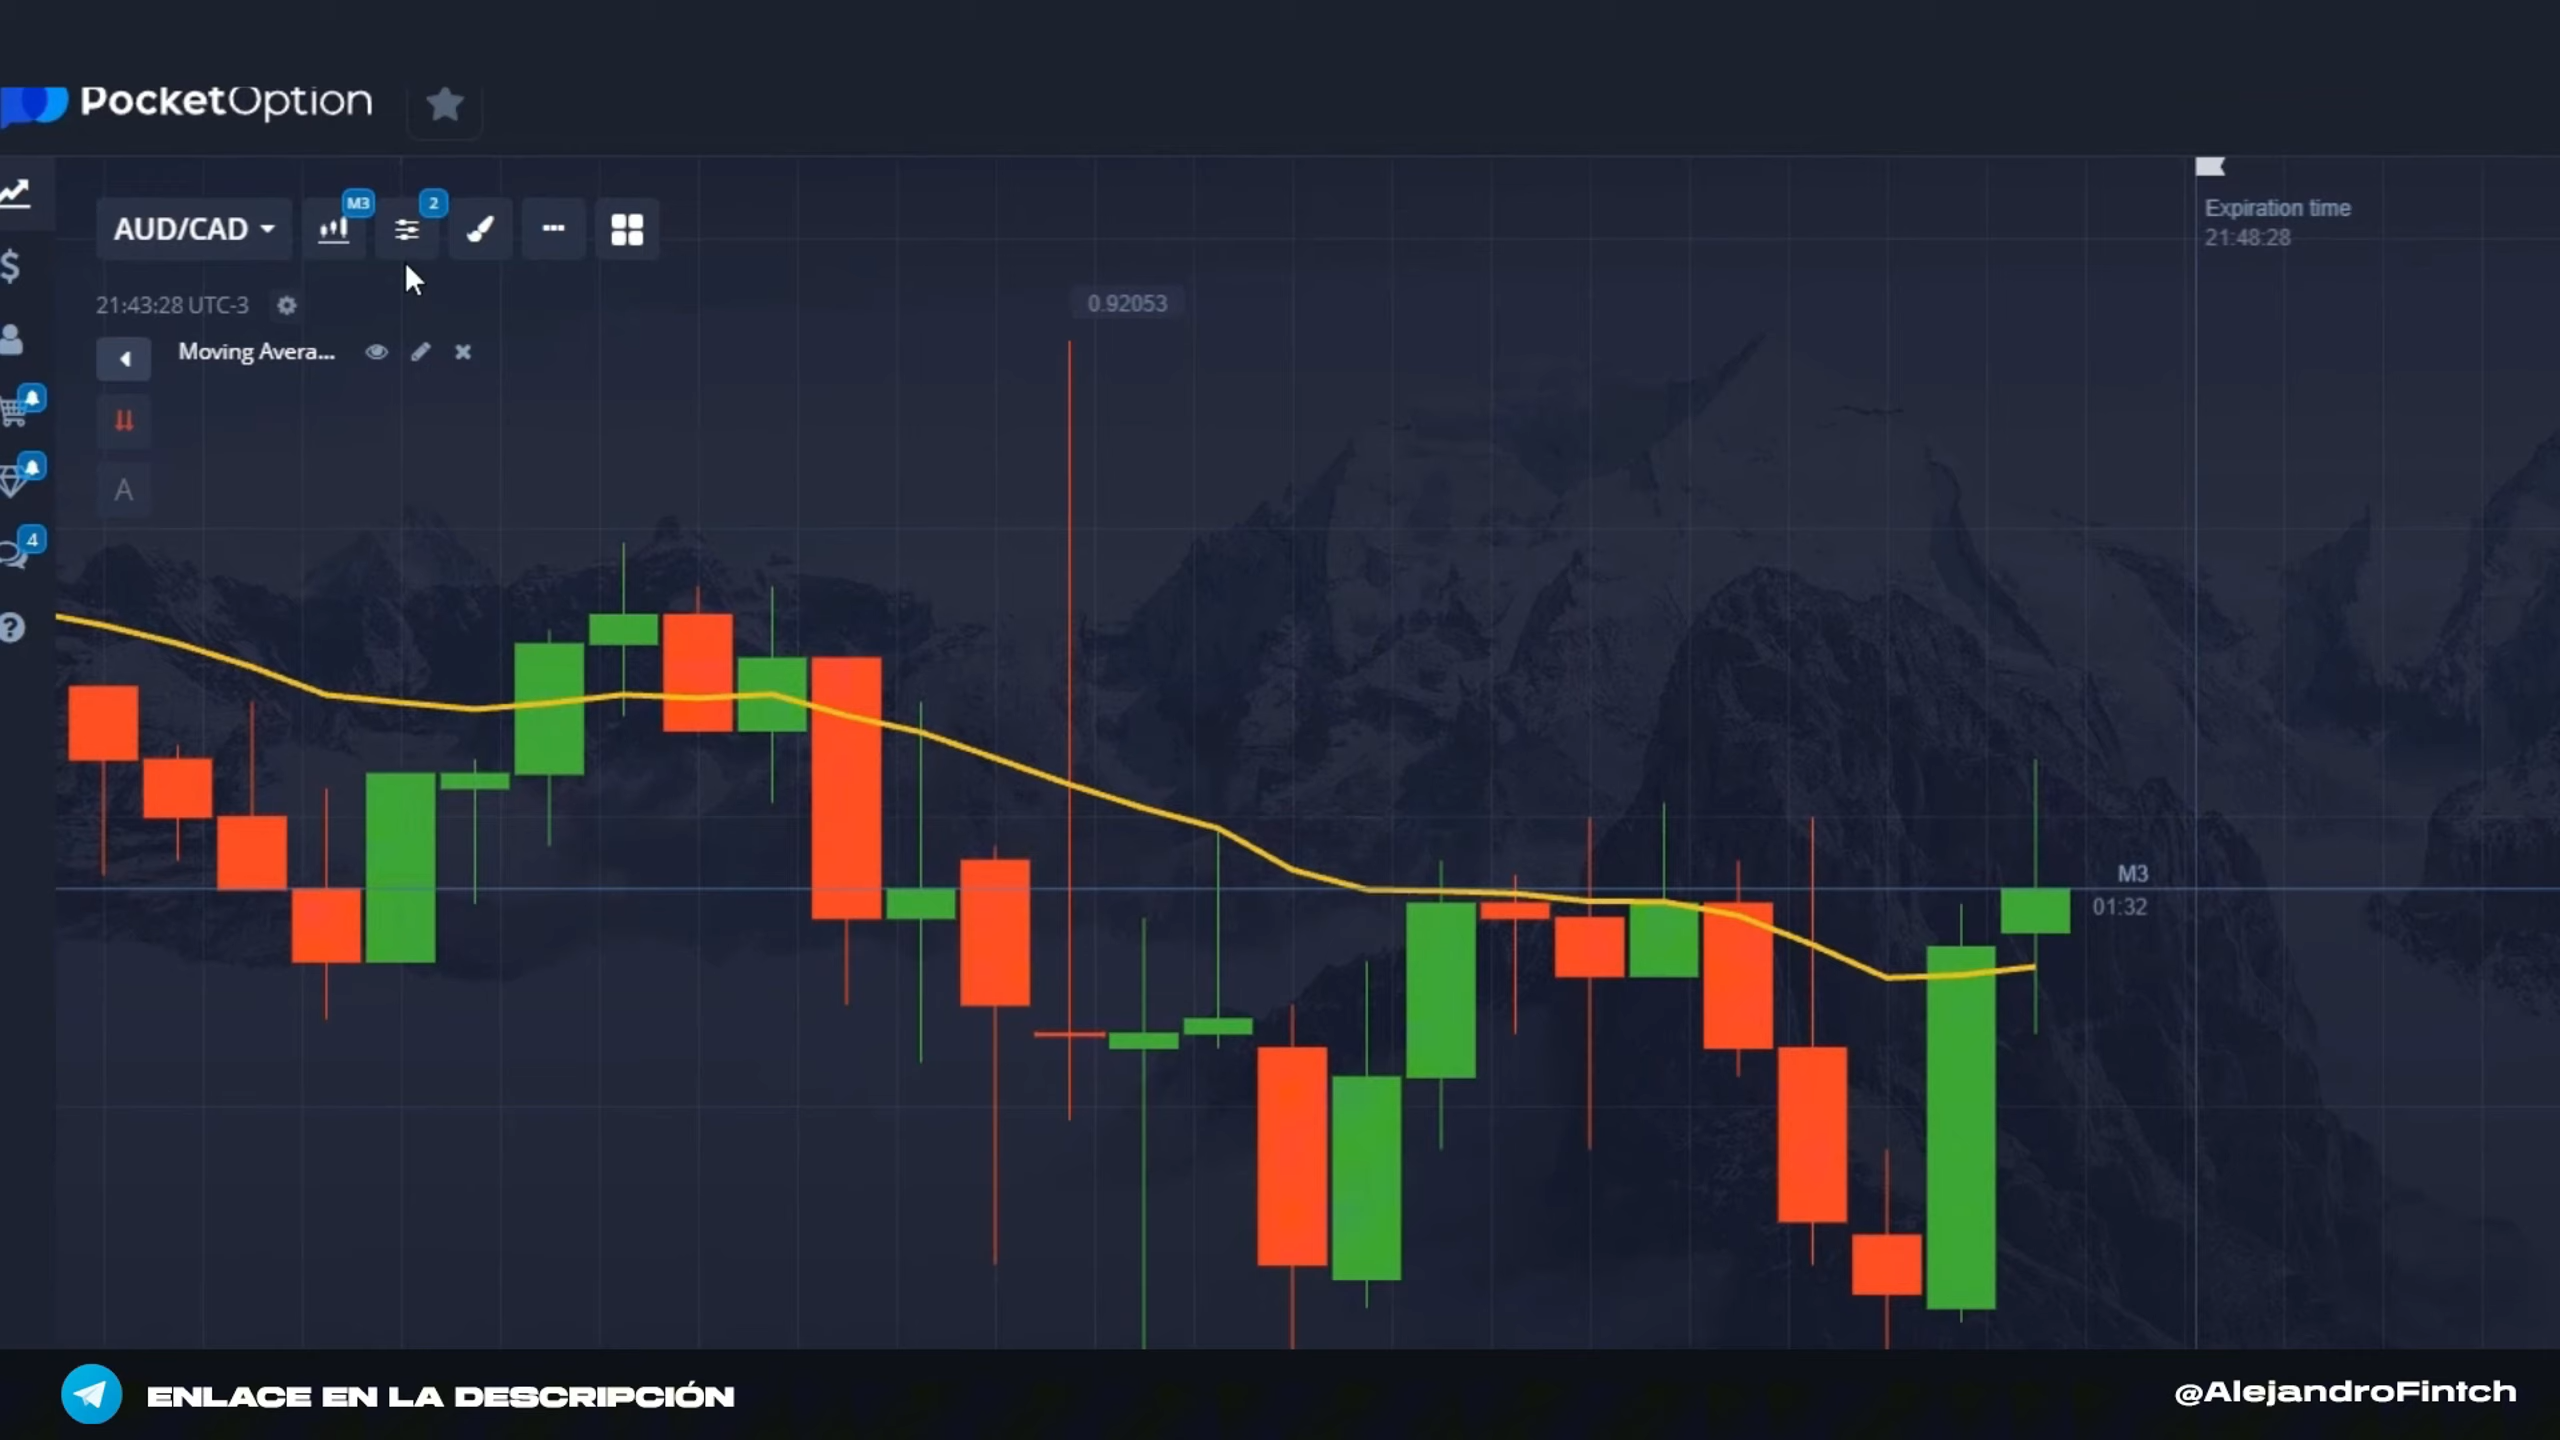 PocketOption
AUD/CAD
M3
2
Expiration time
21:48:28
21:43:28 UTC-3
0.92053
Moving Avera...
A
4
M3
01:32
ENLACE EN LA DESCRIPCIÓN
@AlejandroFintch